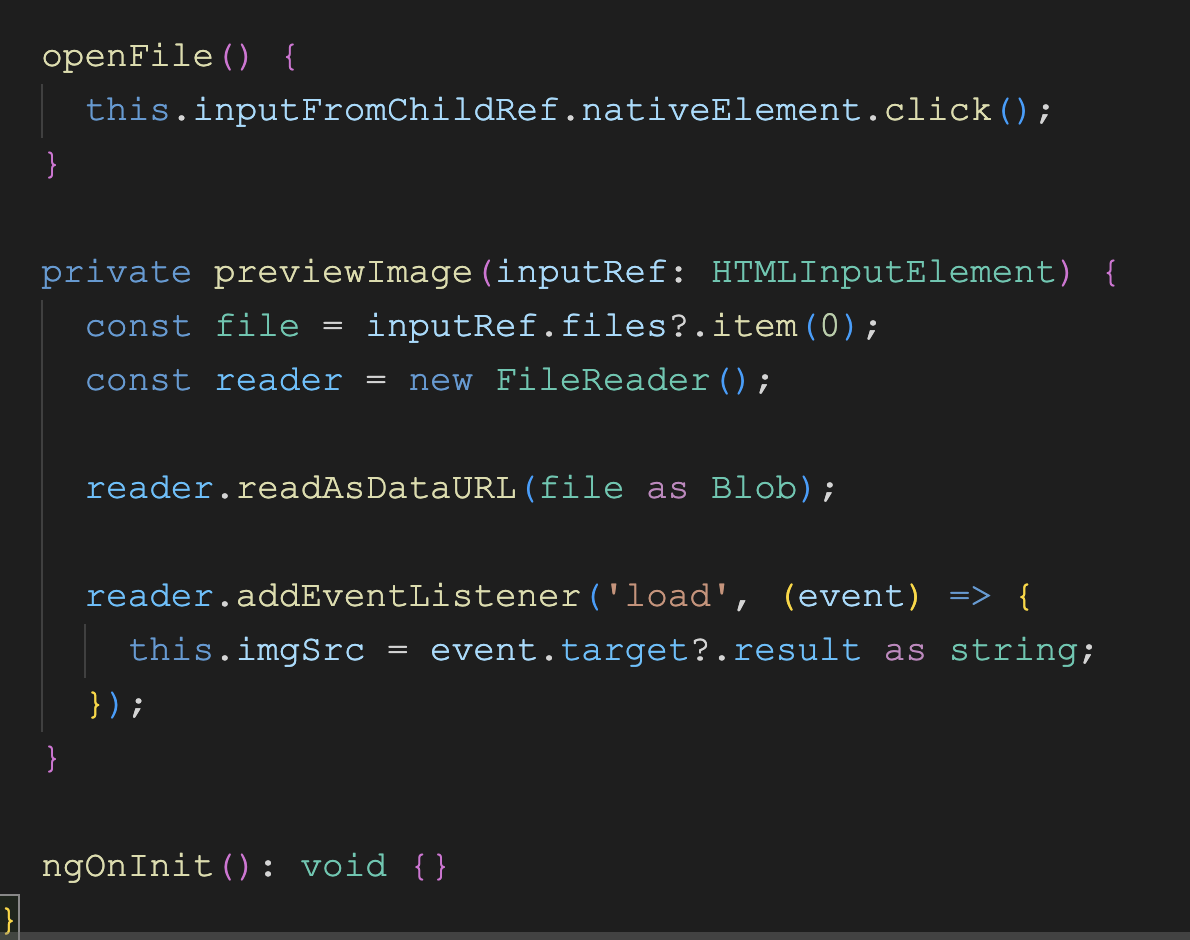 openFile() {
  this.inputFromChildRef.nativeElement.click();
}
private previewImage(inputRef: HTMLInputElement) {
  const file = inputRef.files?.item(0);
  const reader = new FileReader();
  reader.readAsDataURL(file as Blob);
  reader.addEventListener('load', (event) => {
    this.imgSrc = event.target?.result as string;
  });
}
ngOnInit(): void {}
}